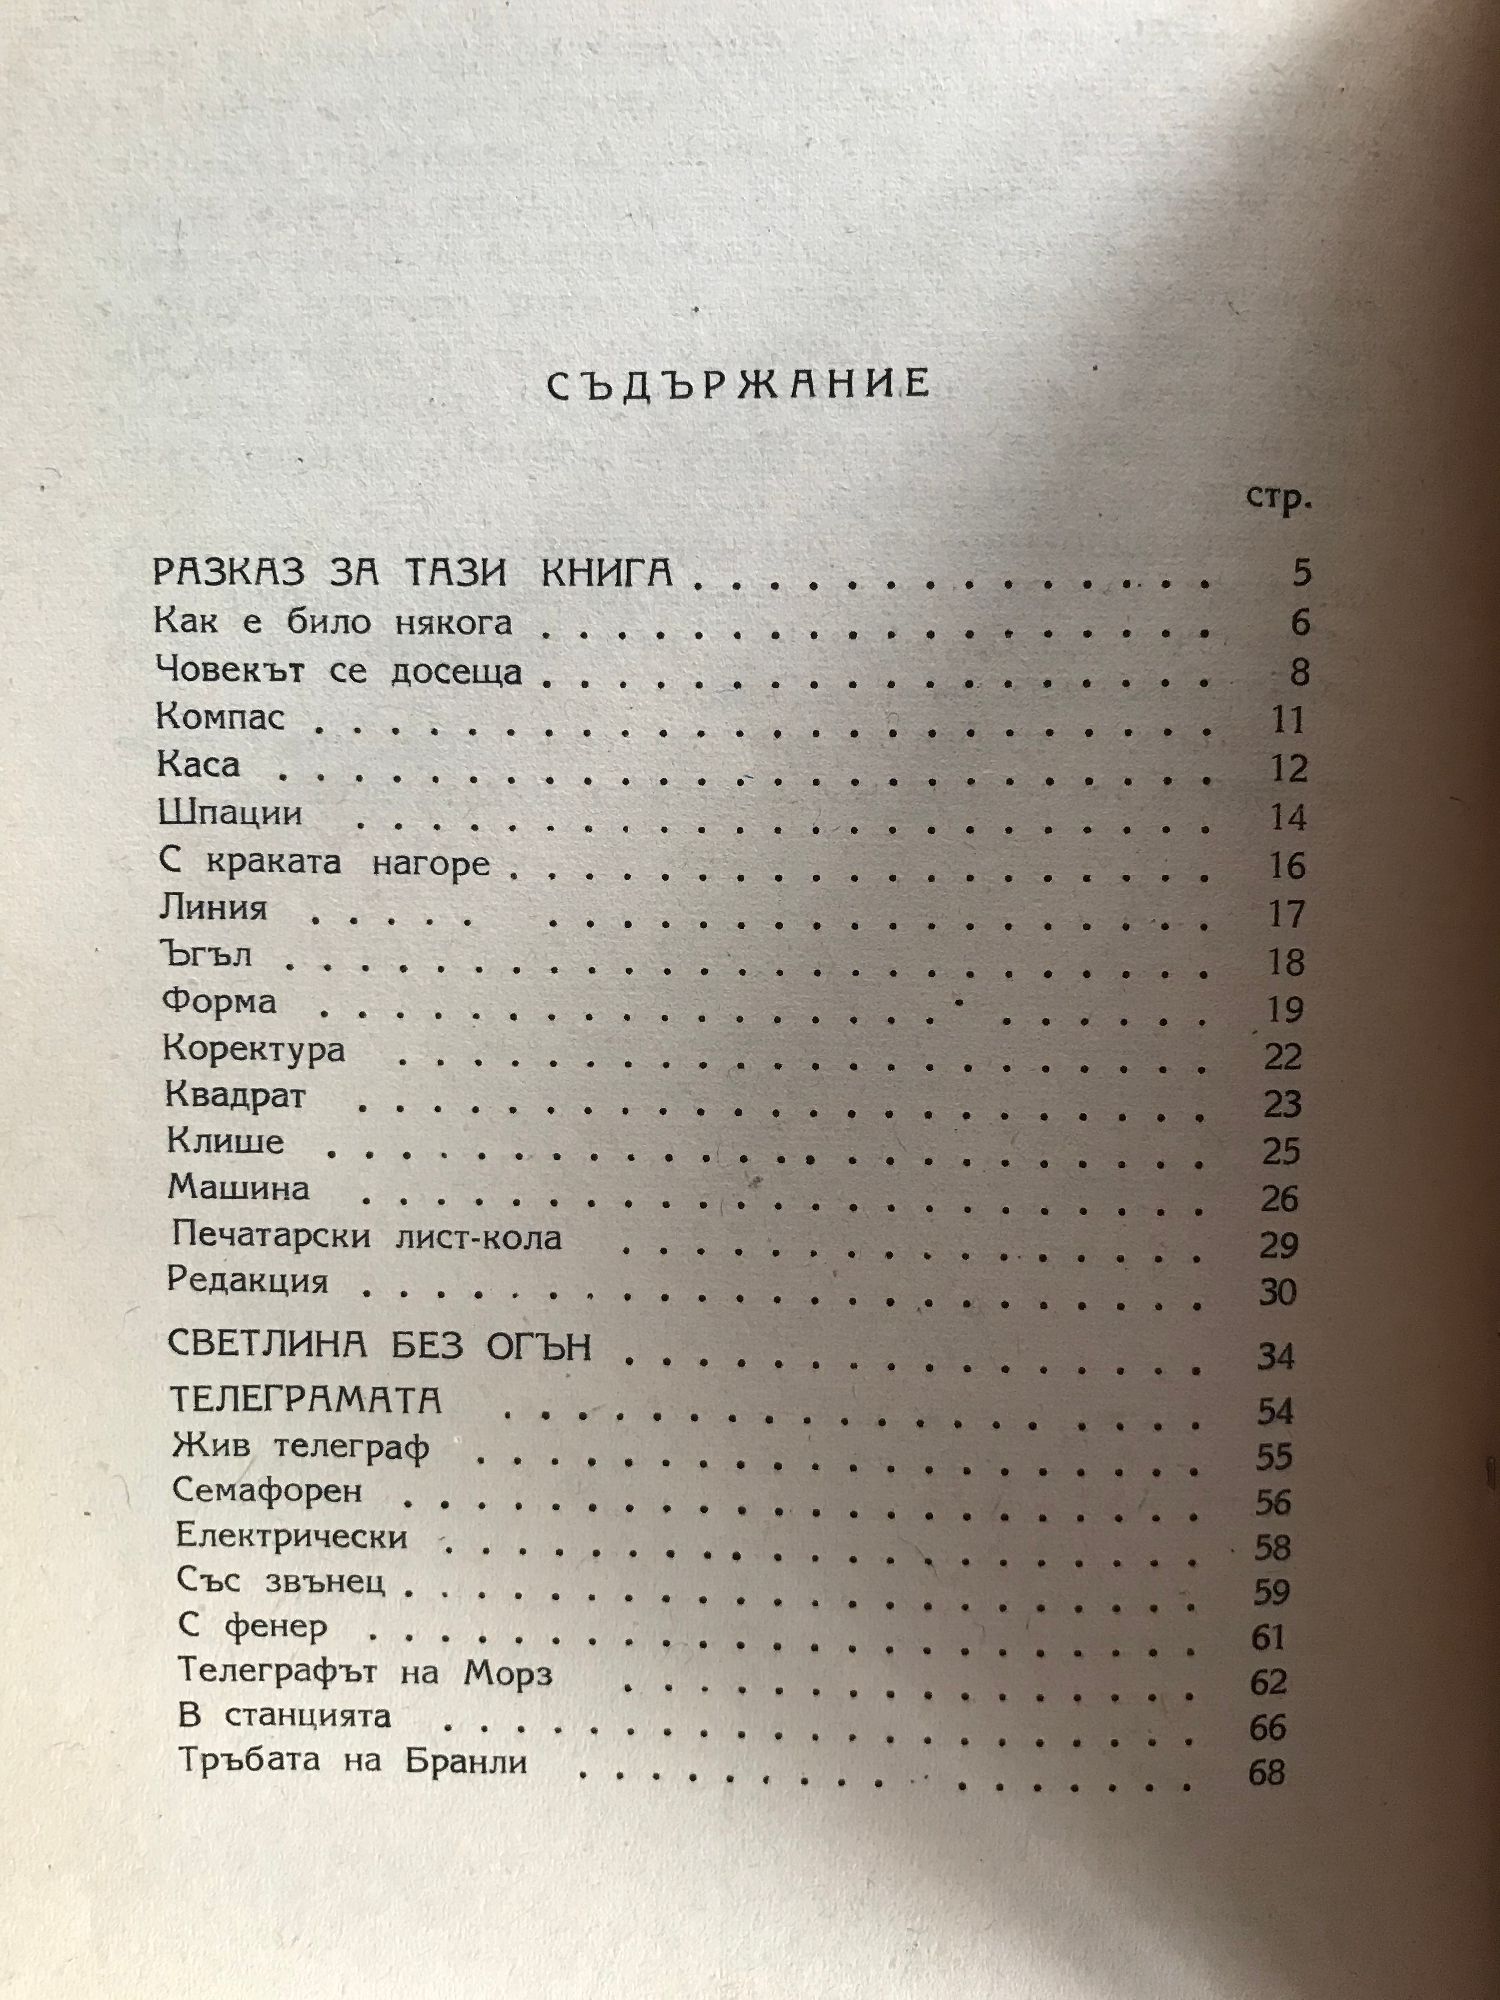 СЪДЪРЖАНИЕ
стр.
РАЗКАЗ ЗА ТАЗИ КНИГА . . . . . . . . . . . . . . 5
Как е било някога . . . . . . . . . . . . . . . . . . 6
Човекът се досеща . . . . . . . . . . . . . . . . . . 8
Компас . . . . . . . . . . . . . . . . . . . . . . . . 11
Каса . . . . . . . . . . . . . . . . . . . . . . . . . 12
Шпации . . . . . . . . . . . . . . . . . . . . . . . 14
С краката нагоре . . . . . . . . . . . . . . . . . . . 16
Линия . . . . . . . . . . . . . . . . . . . . . . . 17
Ъгъл . . . . . . . . . . . . . . . . . . . . . . . . . 18
Форма . . . . . . . . . . . . . . . . . . . . . . . . 19
Коректура . . . . . . . . . . . . . . . . . . . . . . 22
Квадрат . . . . . . . . . . . . . . . . . . . . . . . 23
Клише . . . . . . . . . . . . . . . . . . . . . . . . 25
Машина . . . . . . . . . . . . . . . . . . . . . . . 26
Печатарски лист-кола . . . . . . . . . . . . . . . . 29
Редакция . . . . . . . . . . . . . . . . . . . . . . . 30
СВЕТЛИНА БЕЗ ОГЪН . . . . . . . . . . . . . . . . 34
ТЕЛЕГРАМАТА . . . . . . . . . . . . . . . . . . . 54
Жив телеграф . . . . . . . . . . . . . . . . . . . . 55
Семафорен . . . . . . . . . . . . . . . . . . . . . . 56
Електрически . . . . . . . . . . . . . . . . . . . . . 58
Със звънец . . . . . . . . . . . . . . . . . . . . . . 59
С фенер . . . . . . . . . . . . . . . . . . . . . . . 61
Телеграфът на Морз . . . . . . . . . . . . . . . . 62
В станцията . . . . . . . . . . . . . . . . . . . . . 66
Тръбата на Бранли . . . . . . . . . . . . . . . . 68